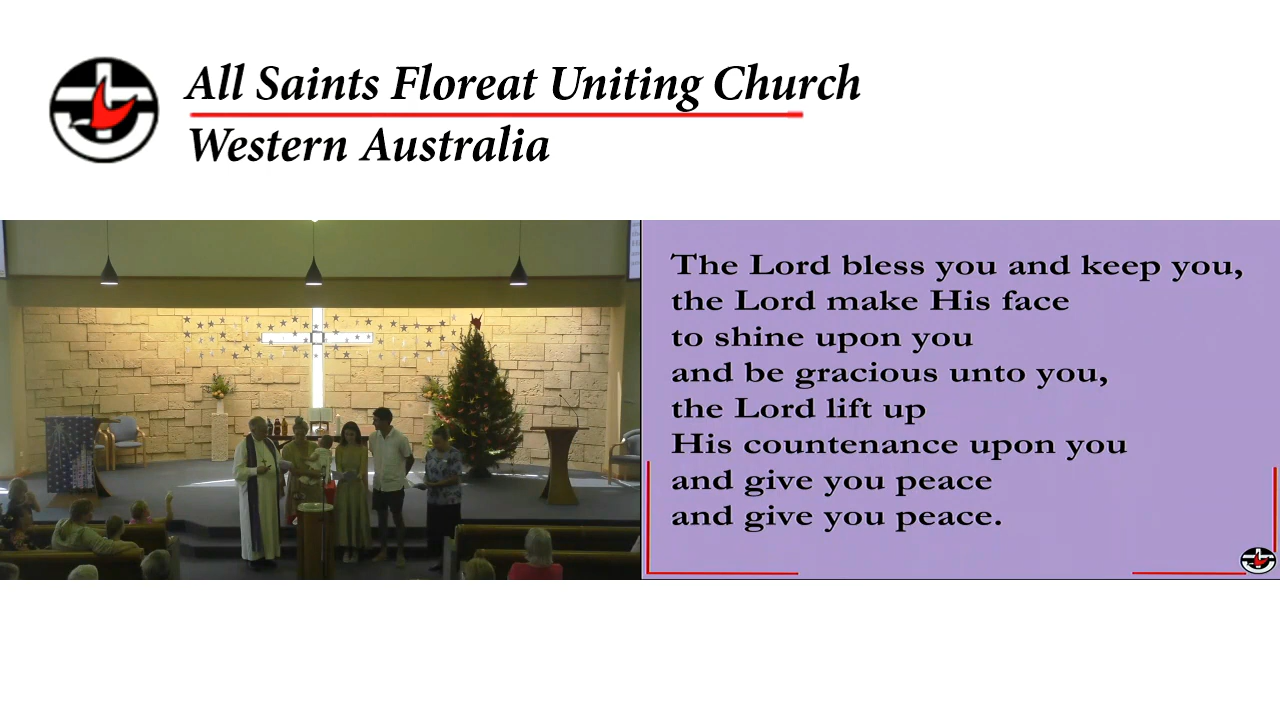 All Saints Floreat Uniting Church
Western Australia
The Lord bless you and keep you,
the Lord make His face
to shine upon you
and be gracious unto you,
the Lord lift up
His countenance upon you
and give you peace
and give you peace.